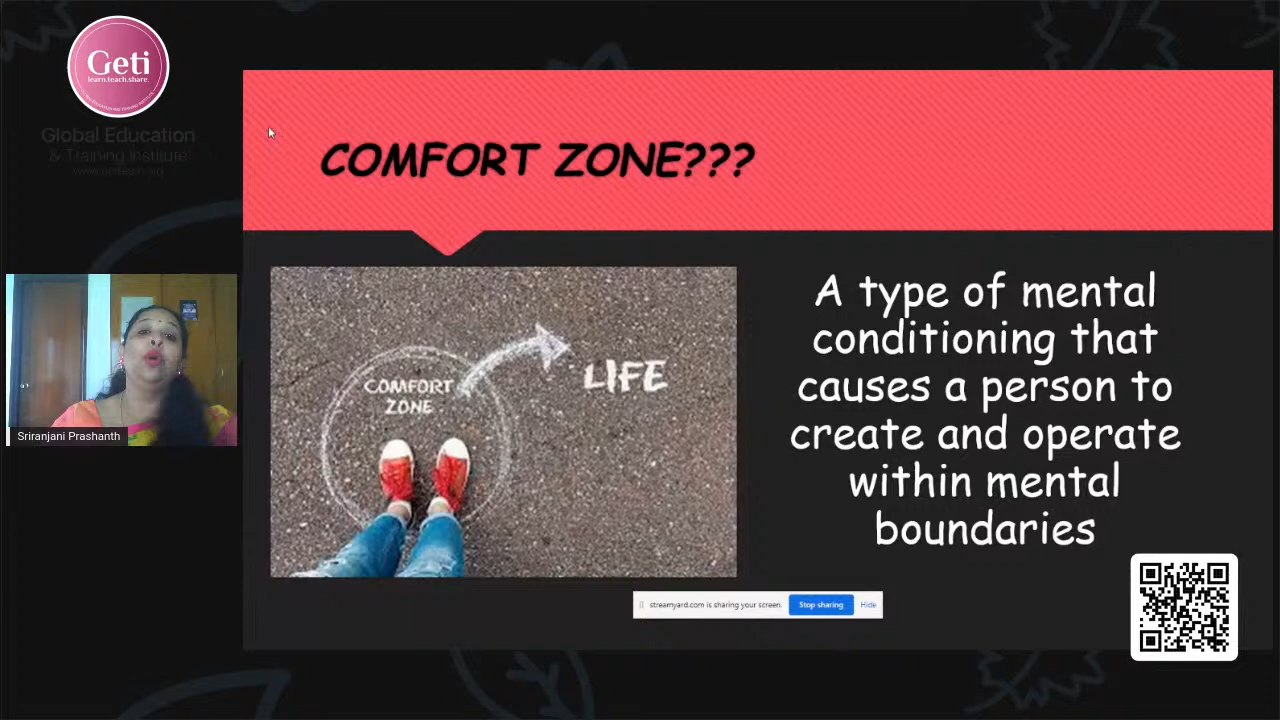 Geti
learn.teach.share.
Global Education
& Training Institute
COMFORT ZONE???
COMFORT
ZONE
LIFE
A type of mental
conditioning that
causes a person to
create and operate
within mental
boundaries
Sriranjani Prashanth
streamyard.com is sharing your screen.
Stop sharing
Hide